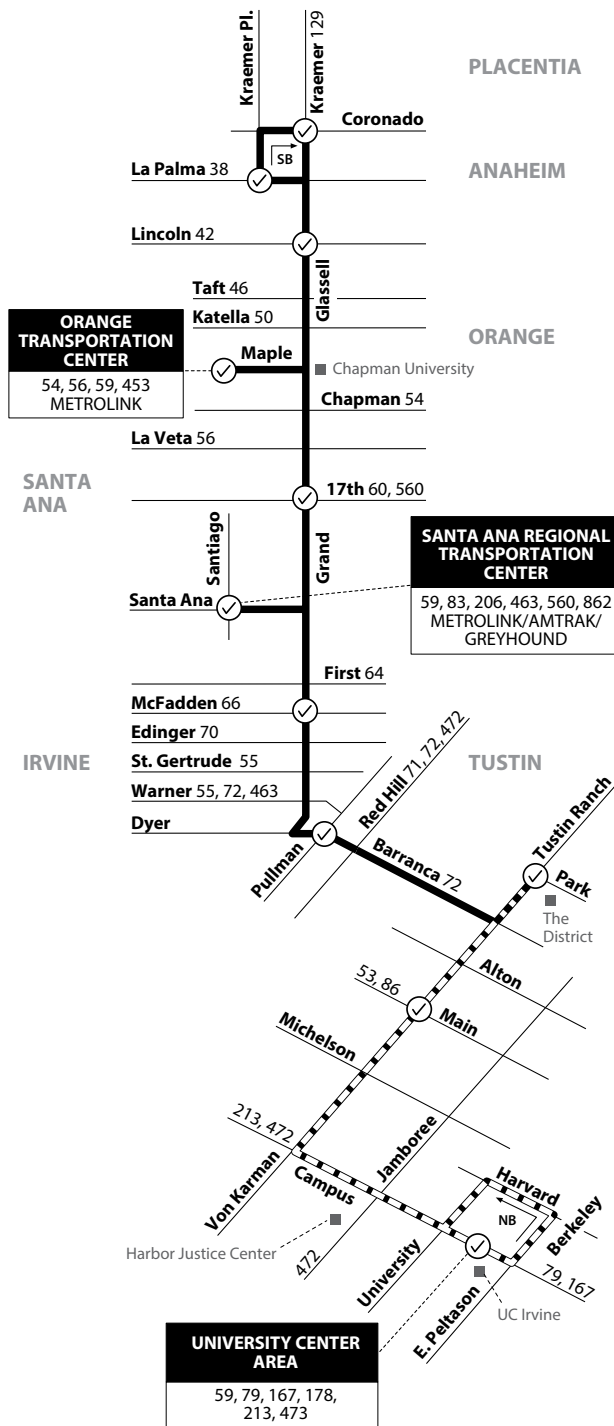 Kraemer Pl.
Kraemer 129
PLACENTIA
Coronado
SB
La Palma 38
ANAHEIM
Lincoln 42
Glassell
Taft 46
Katella 50
ORANGE
TRANSPORTATION
CENTER
54, 56, 59, 453
METROLINK
ORANGE
Maple
Chapman University
Chapman 54
La Veta 56
SANTA
ANA
17th 60, 560
Santiago
Grand
SANTA ANA REGIONAL
TRANSPORTATION
CENTER
59, 83, 206, 463, 560, 862
METROLINK/AMTRAK/
GREYHOUND
Santa Ana
First 64
McFadden 66
Edinger 70
IRVINE
St. Gertrude 55
TUSTIN
Warner 55, 72, 463
Red Hill 71, 72, 472
Dyer
Pullman
Barranca 72
Tustin Ranch
Park
The
District
Alton
53, 86
Main
Michelson
213, 472
Von Karman
Campus
Jamboree
Harvard
NB
Berkeley
Harbor Justice Center
472
University
79, 167
E. Peltason
UC Irvine
UNIVERSITY CENTER
AREA
59, 79, 167, 178,
213, 473